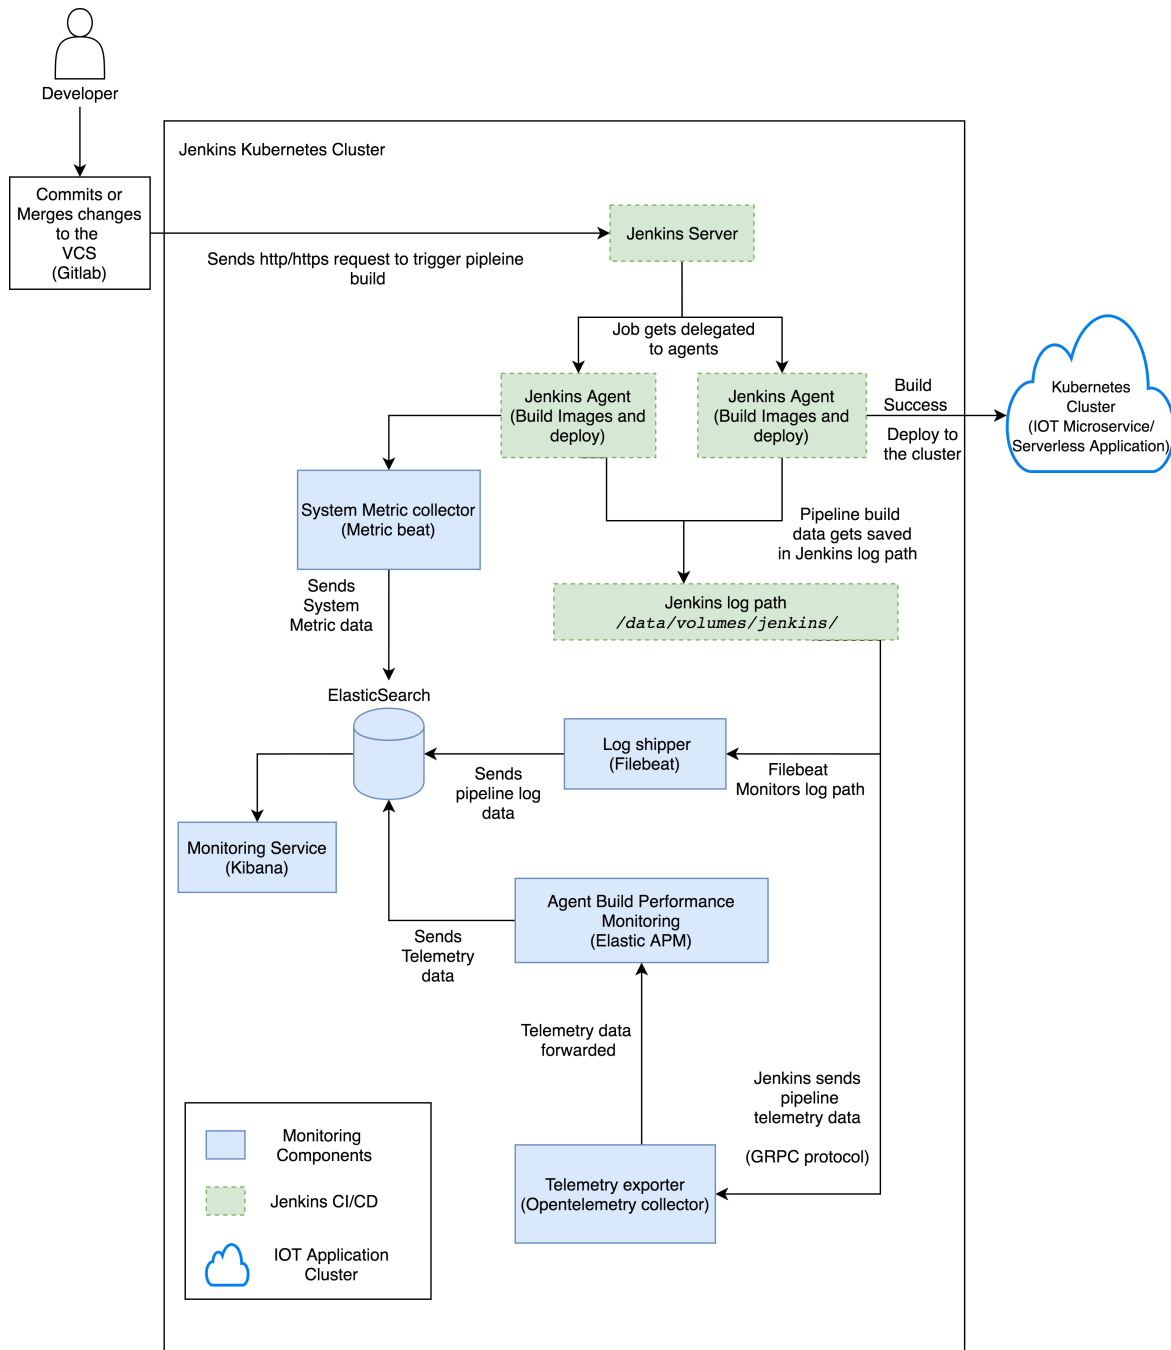 Developer
Jenkins Kubernetes Cluster
Commits or
Merges changes
to the
VCS
(Gitlab)
Jenkins Server
Sends http/https request to trigger pipleine
build
Job gets delegated
to agents
Jenkins Agent
(Build Images and
deploy)
Jenkins Agent
(Build Images and
deploy)
Build
Success
Deploy to
the cluster
Kubernetes
Cluster
(IOT Microservice/
Serverless Application)
System Metric collector
(Metric beat)
Pipeline build
data gets saved
in Jenkins log path
Sends
System
Metric data
Jenkins log path
/data/volumes/jenkins/
ElasticSearch
Log shipper
(Filebeat)
Sends
pipeline log
data
Filebeat
Monitors log path
Monitoring Service
(Kibana)
Agent Build Performance
Monitoring
(Elastic APM)
Sends
Telemetry
data
Telemetry data
forwarded
Jenkins sends
pipeline
telemetry data
(GRPC protocol)
Telemetry exporter
(Opentelemetry collector)
Monitoring
Components
Jenkins CI/CD
IOT Application
Cluster